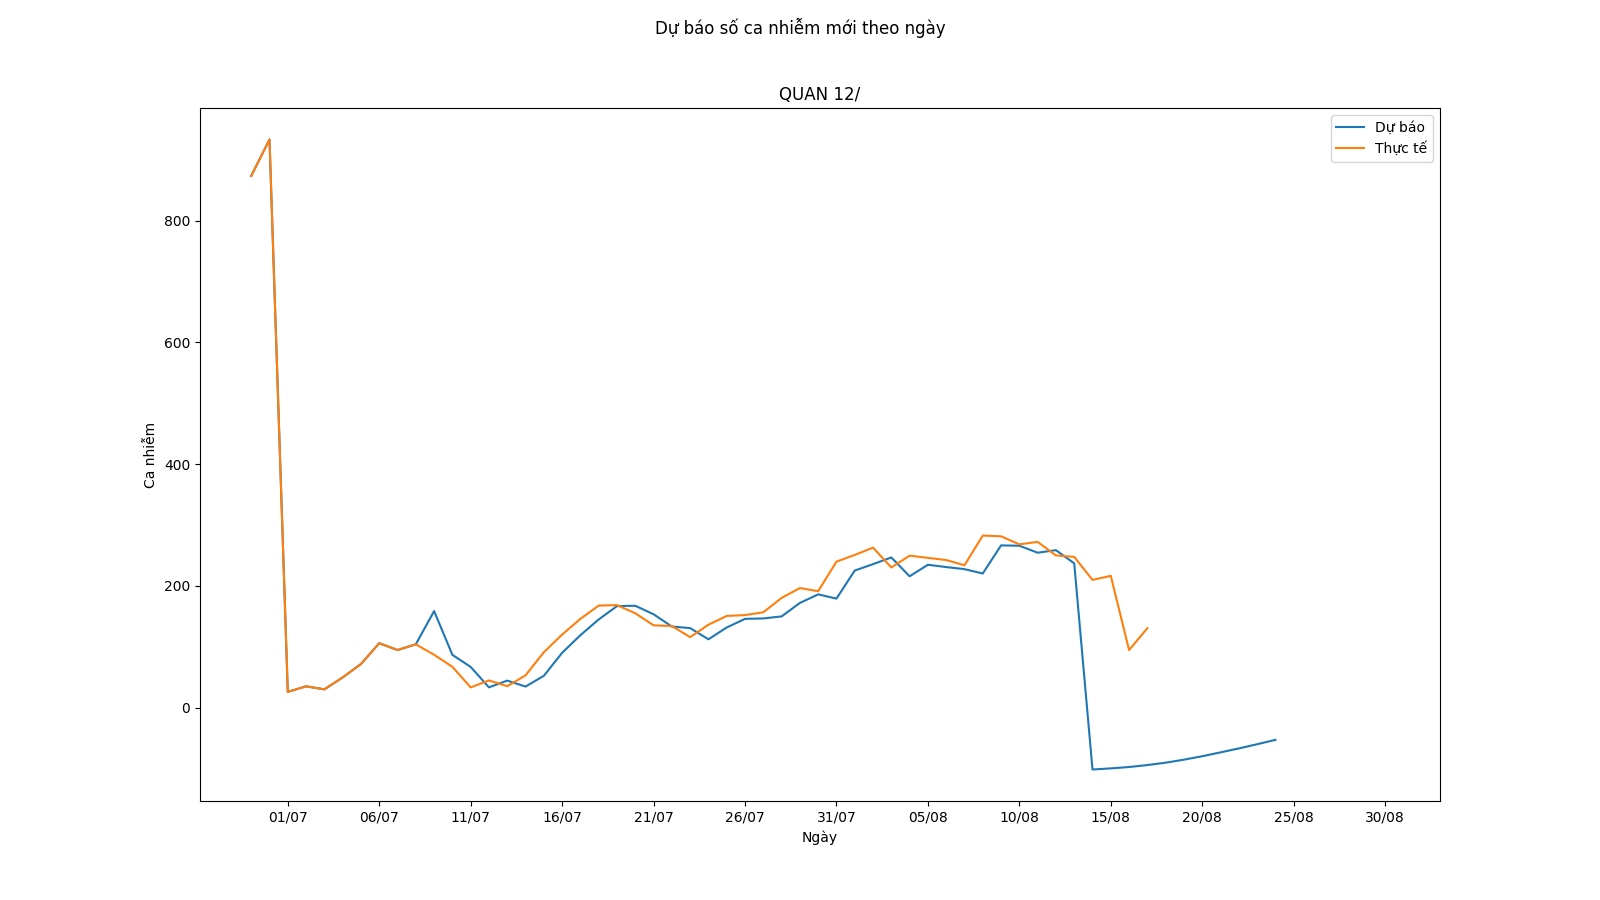 Dự báo số ca nhiễm mới theo ngày
QUAN 12/
Dự báo
Thực tế
800
600
400
200
0
Ca nhiễm
01/07 06/07 11/07 16/07 21/07 26/07 31/07 05/08 10/08 15/08 20/08 25/08 30/08
Ngày